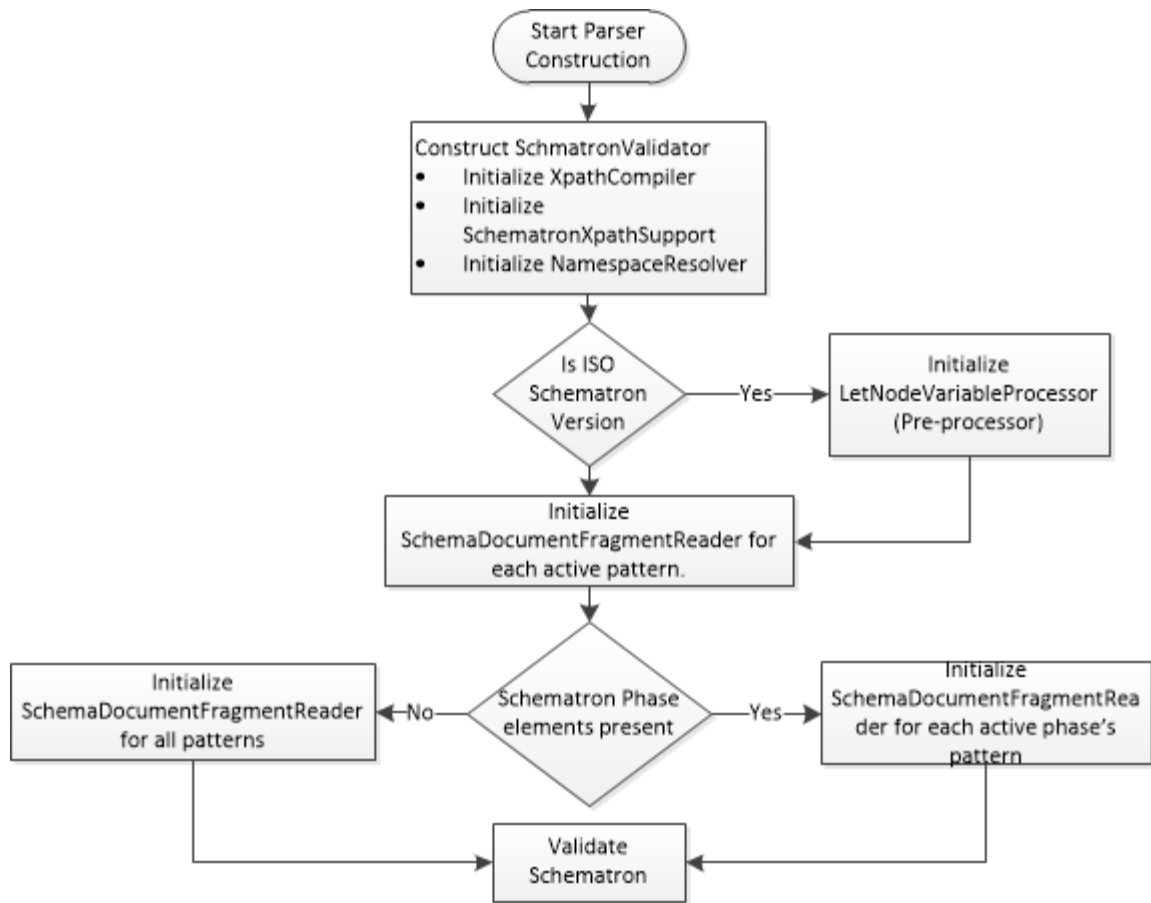 Start Parser
Construction
Construct SchmatronValidator
• Initialize XpathCompiler
• Initialize
SchematronXpathSupport
• Initialize NamespaceResolver
Is ISO
Schematron
Version
Yes
Initialize
LetNodeVariableProcessor
(Pre-processor)
Initialize
SchemaDocumentFragmentReader for
each active pattern.
Initialize
SchemaDocumentFragmentReader
for all patterns
No
Schematron Phase
elements present
Yes
Initialize
SchemaDocumentFragmentRea
der for each active phase's
pattern
Validate
Schematron